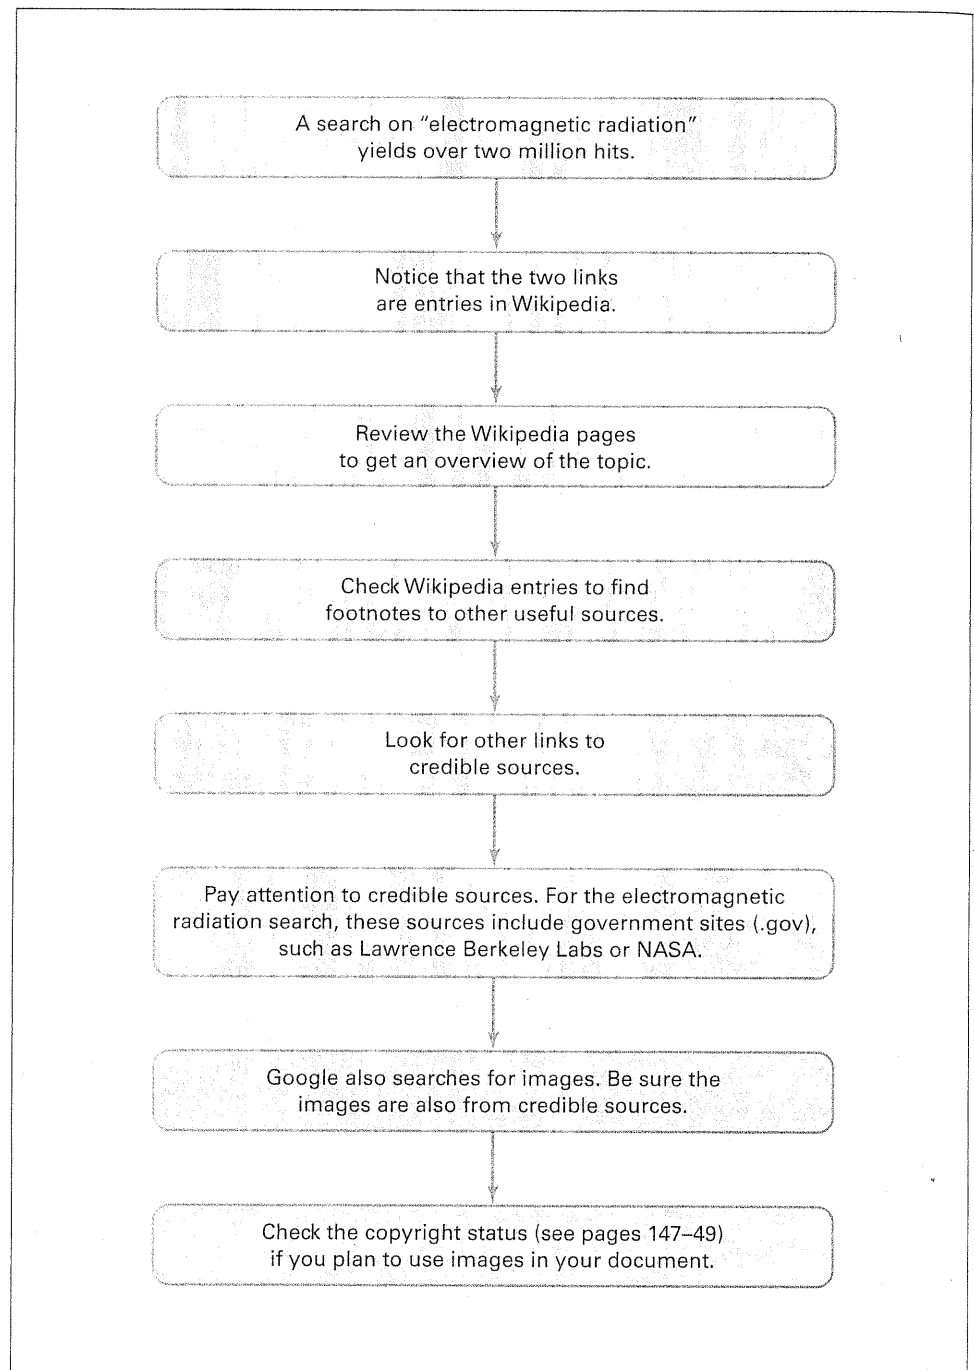 A search on "electromagnetic radiation"
yields over two million hits.
Notice that the two links
are entries in Wikipedia.
Review the Wikipedia pages
to get an overview of the topic.
Check Wikipedia entries to find
footnotes to other useful sources.
Look for other links to
credible sources.
Pay attention to credible sources. For the electromagnetic
radiation search, these sources include government sites (.gov),
such as Lawrence Berkeley Labs or NASA.
Google also searches for images. Be sure the
images are also from credible sources.
Check the copyright status (see pages 147–49)
if you plan to use images in your document.